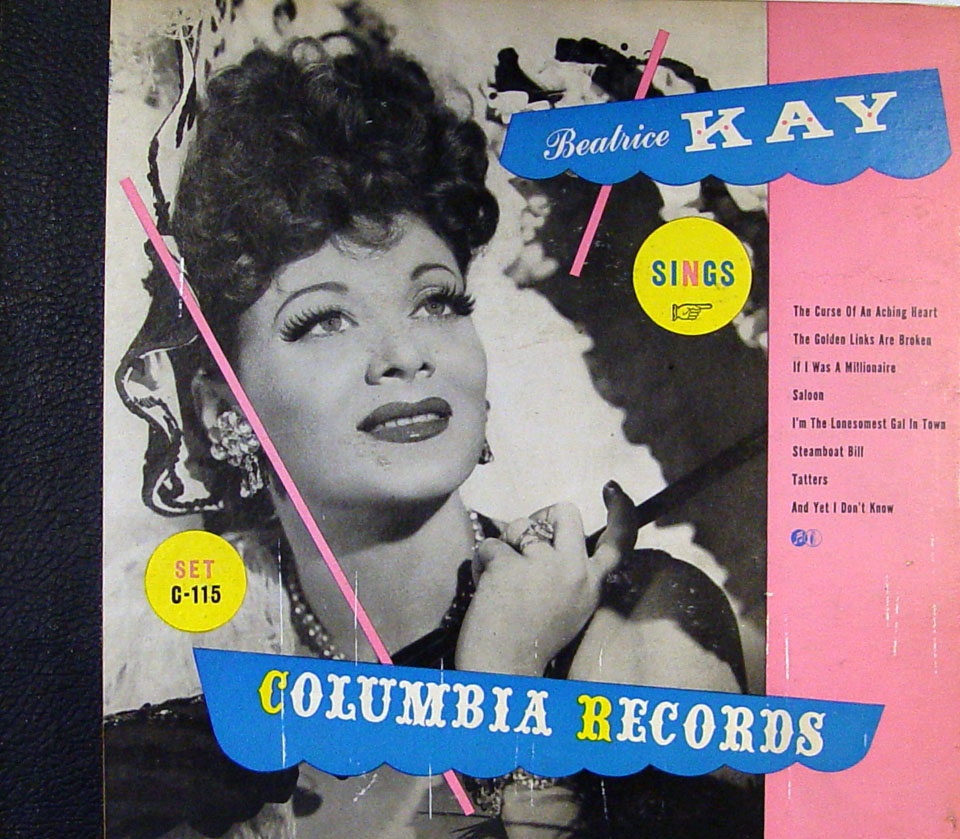 Beatrice KAY
SINGS
The Curse Of An Aching Heart
The Golden Links Are Broken
If I Was A Millionaire
Saloon
I'm The Lonesomest Gal In Town
Steamboat Bill
Tatters
And Yet I Don't Know
SET
C-115
COLUMBIA RECORDS